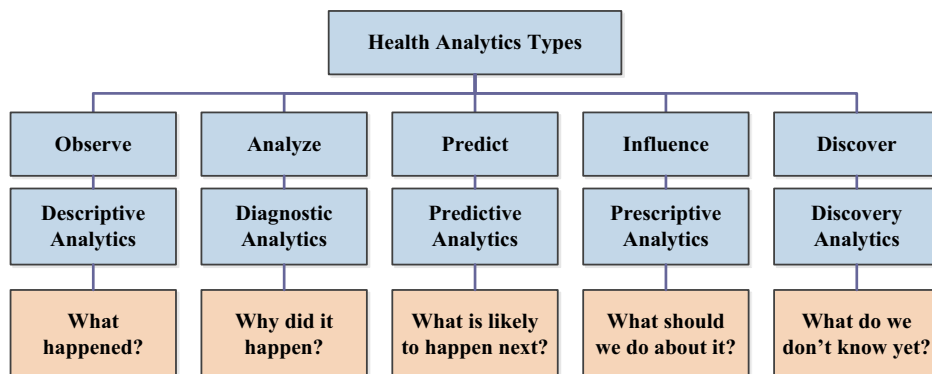 Health Analytics Types
Observe
Analyze
Predict
Influence
Discover
Descriptive
Analytics
Diagnostic
Analytics
Predictive
Analytics
Prescriptive
Analytics
Discovery
Analytics
What
happened?
Why did it
happen?
What is likely
to happen next?
What should
we do about it?
What do we
don’t know yet?